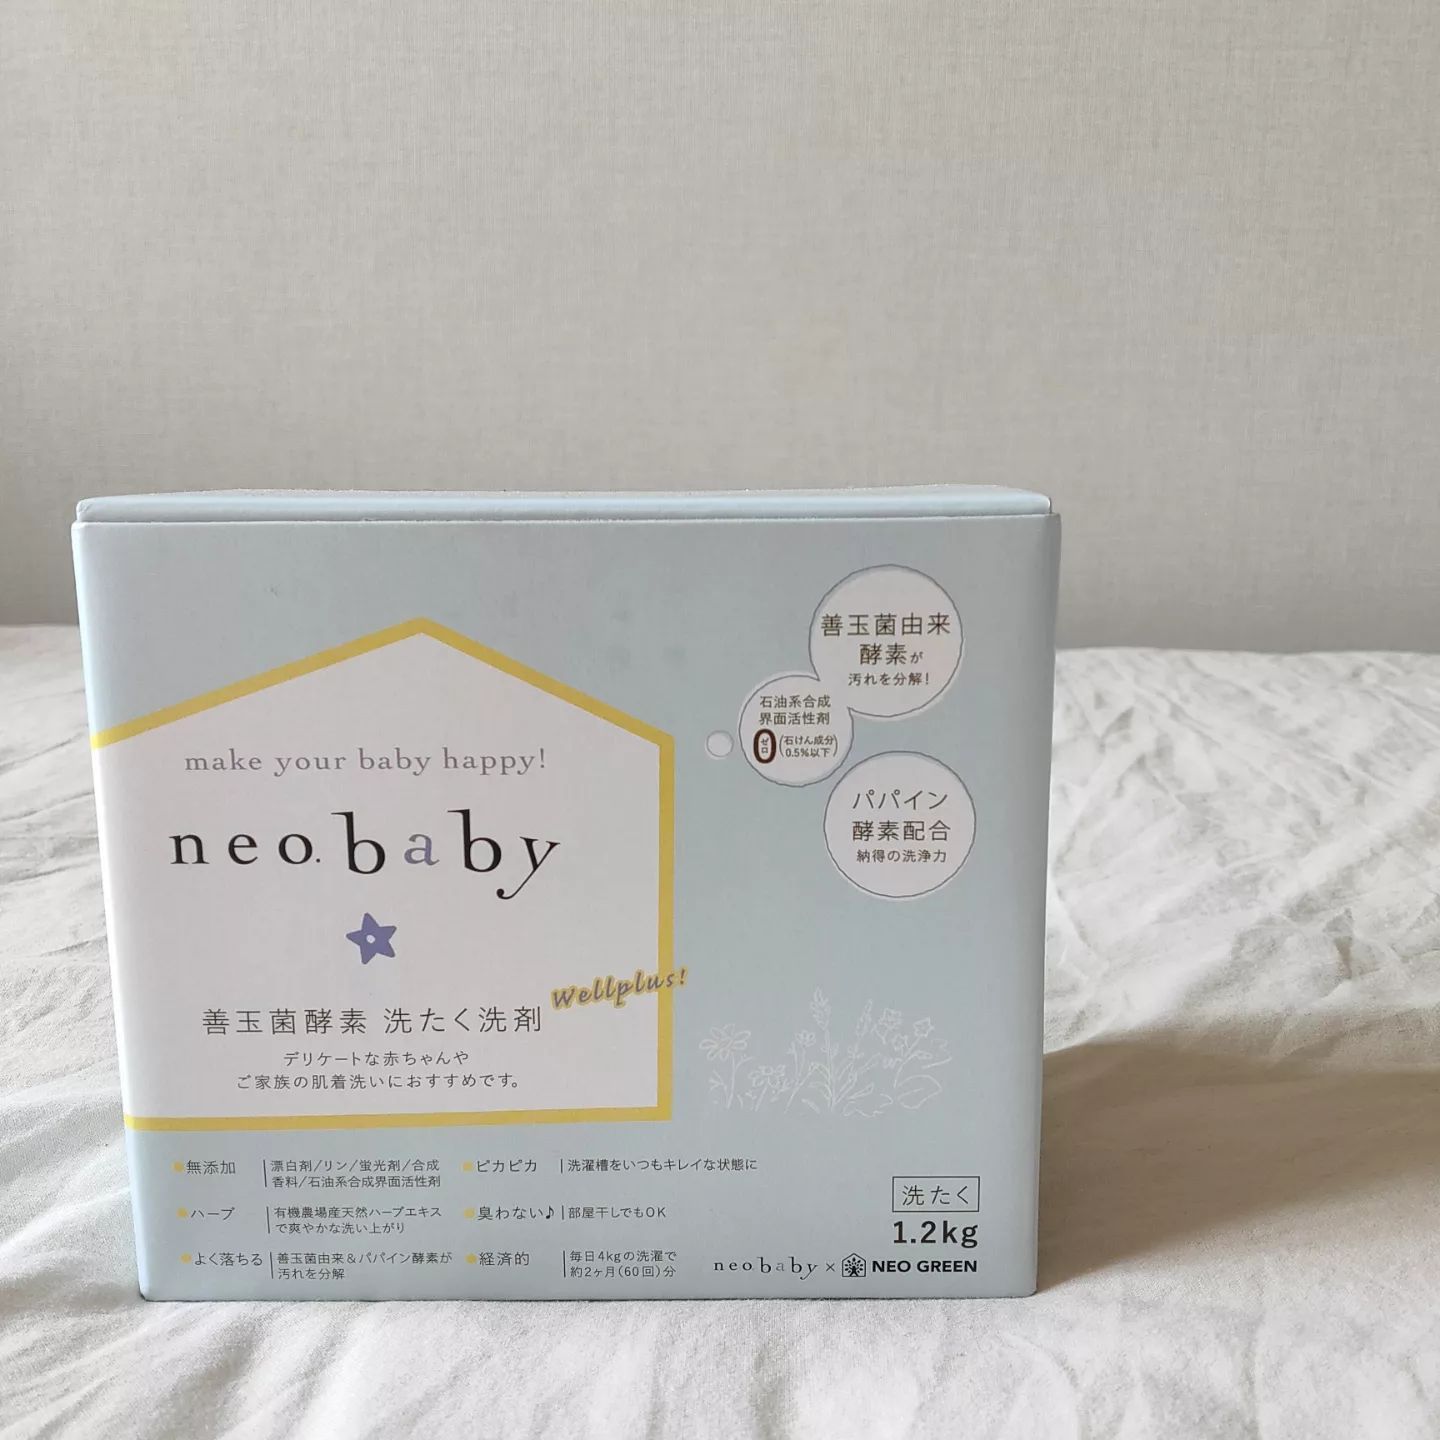 make your baby happy!
neo.baby
Wellplus!
善玉菌酵素 洗たく洗剤
デリケートな赤ちゃんや
ご家族の肌着洗いにおすすめです。
善玉菌由来
酵素が
汚れを分解!
石油系合成
界面活性剤
0 ゼロ (石けん成分 0.5%以下)
パパイン
酵素配合
納得の洗浄力
無添加 漂白剤/リン/蛍光剤/合成
香料/石油系合成界面活性剤
ハーブ 有機農場産天然ハーブエキス
で爽やかな洗い上がり
よく落ちる 善玉菌由来&パパイン酵素が
汚れを分解
ピカピカ 洗濯槽をいつもキレイな状態に
臭わない♪ 部屋干しでもOK
経済的 毎日4kgの洗濯で
約2ヶ月(60回)分
洗たく
1.2kg
neo.baby × NEO GREEN